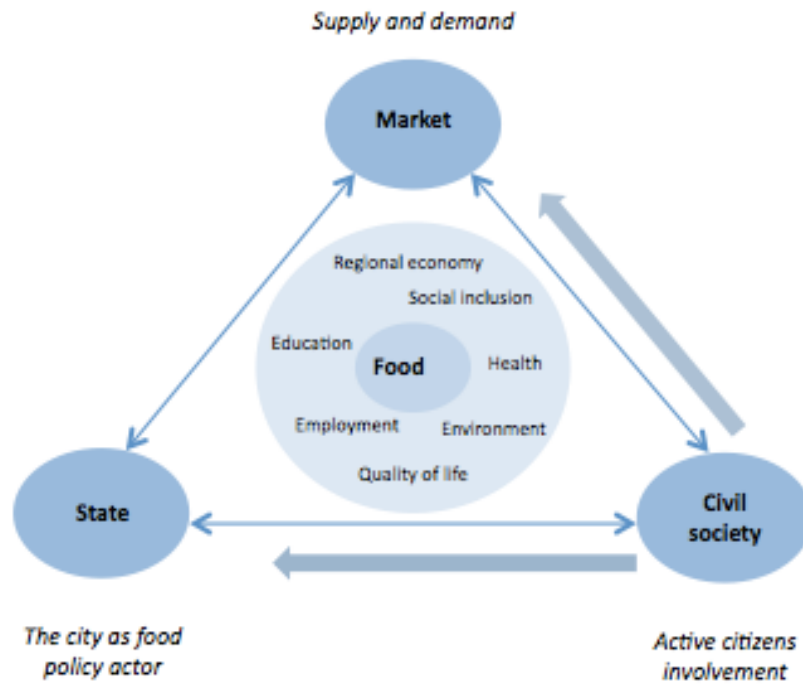 Supply and demand
Market
Regional economy
Social inclusion
Education
Food
Health
Employment
Environment
Quality of life
State
Civil
society
The city as food
policy actor
Active citizens
involvement